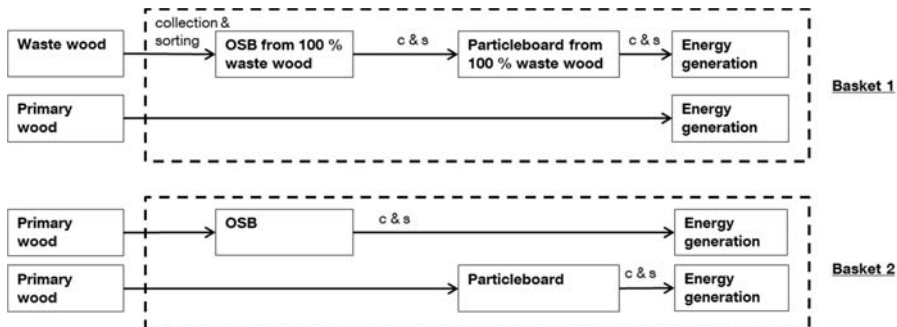 collection &
sorting
Waste wood
OSB from 100 %
waste wood
c & s
Particleboard from
100 % waste wood
c & s
Energy
generation
Basket 1
Primary
wood
Energy
generation
Primary
wood
OSB
c & s
Energy
generation
Basket 2
Primary
wood
Particleboard
c & s
Energy
generation